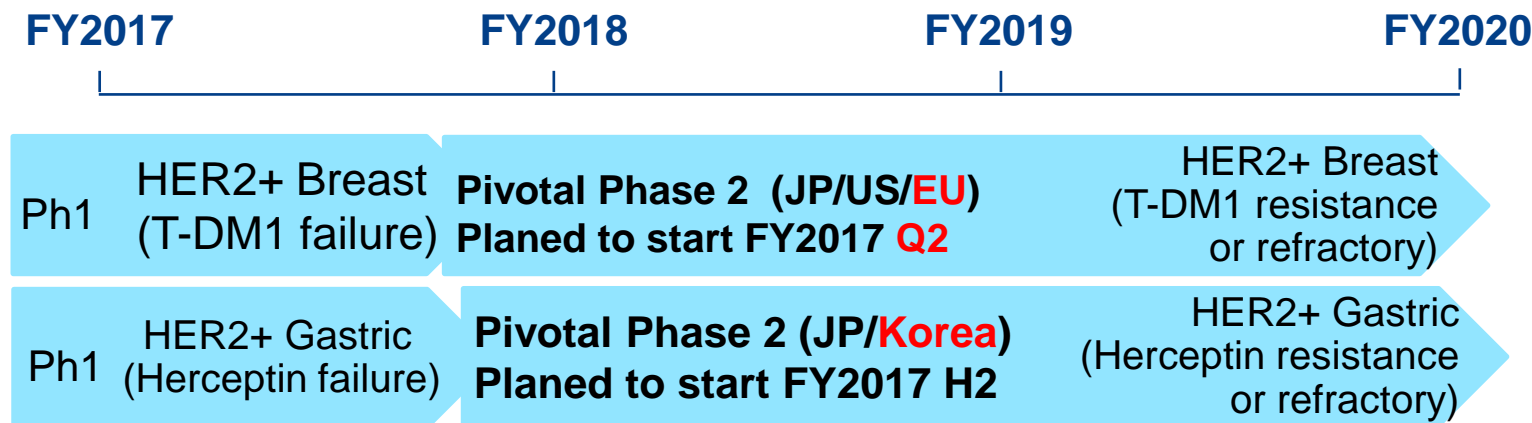 FY2017 FY2018 FY2019 FY2020
Ph1
HER2+ Breast
(T-DM1 failure)
Pivotal Phase 2 (JP/US/EU)
Planed to start FY2017 Q2
HER2+ Breast
(T-DM1 resistance
or refractory)
Ph1
HER2+ Gastric
(Herceptin failure)
Pivotal Phase 2 (JP/Korea)
Planed to start FY2017 H2
HER2+ Gastric
(Herceptin resistance
or refractory)